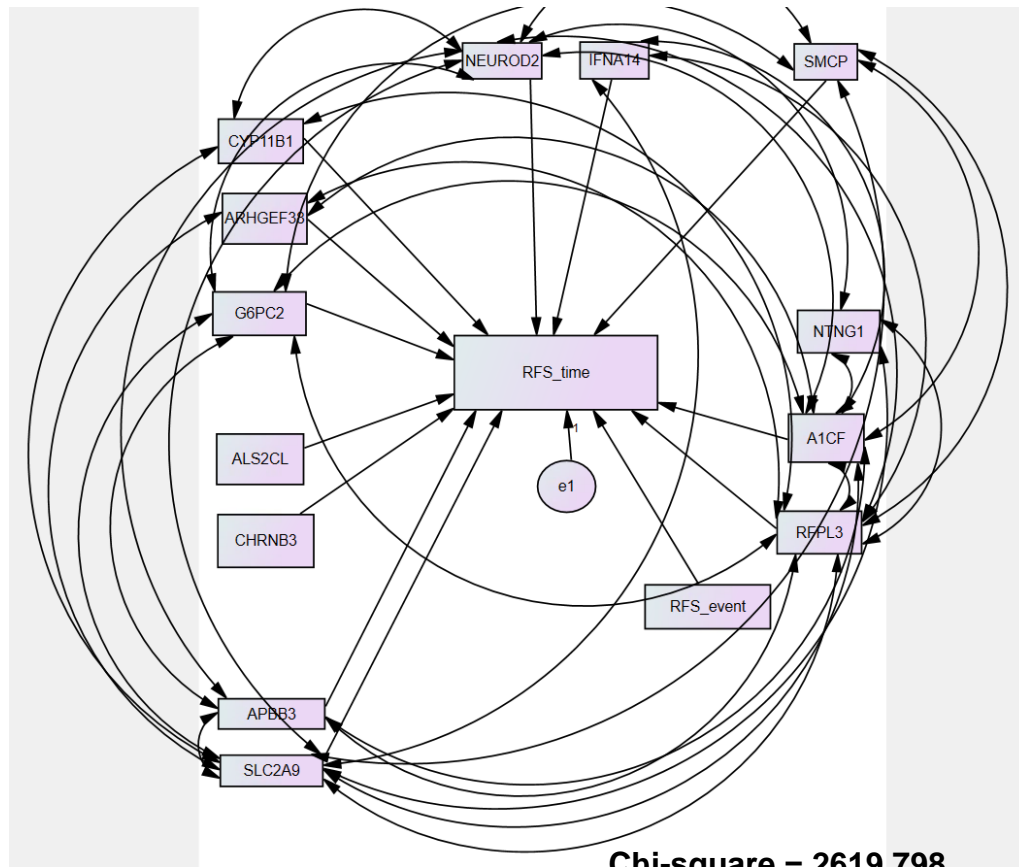 NEUROD2
IFNA14
SMCP
CYP11B1
ARHGEF38
G6PC2
NTNG1
RFS_time
1
A1CF
ALS2CL
e1
CHRNB3
RFPL3
RFS_event
APBB3
SLC2A9
Chi-square = 2619.798